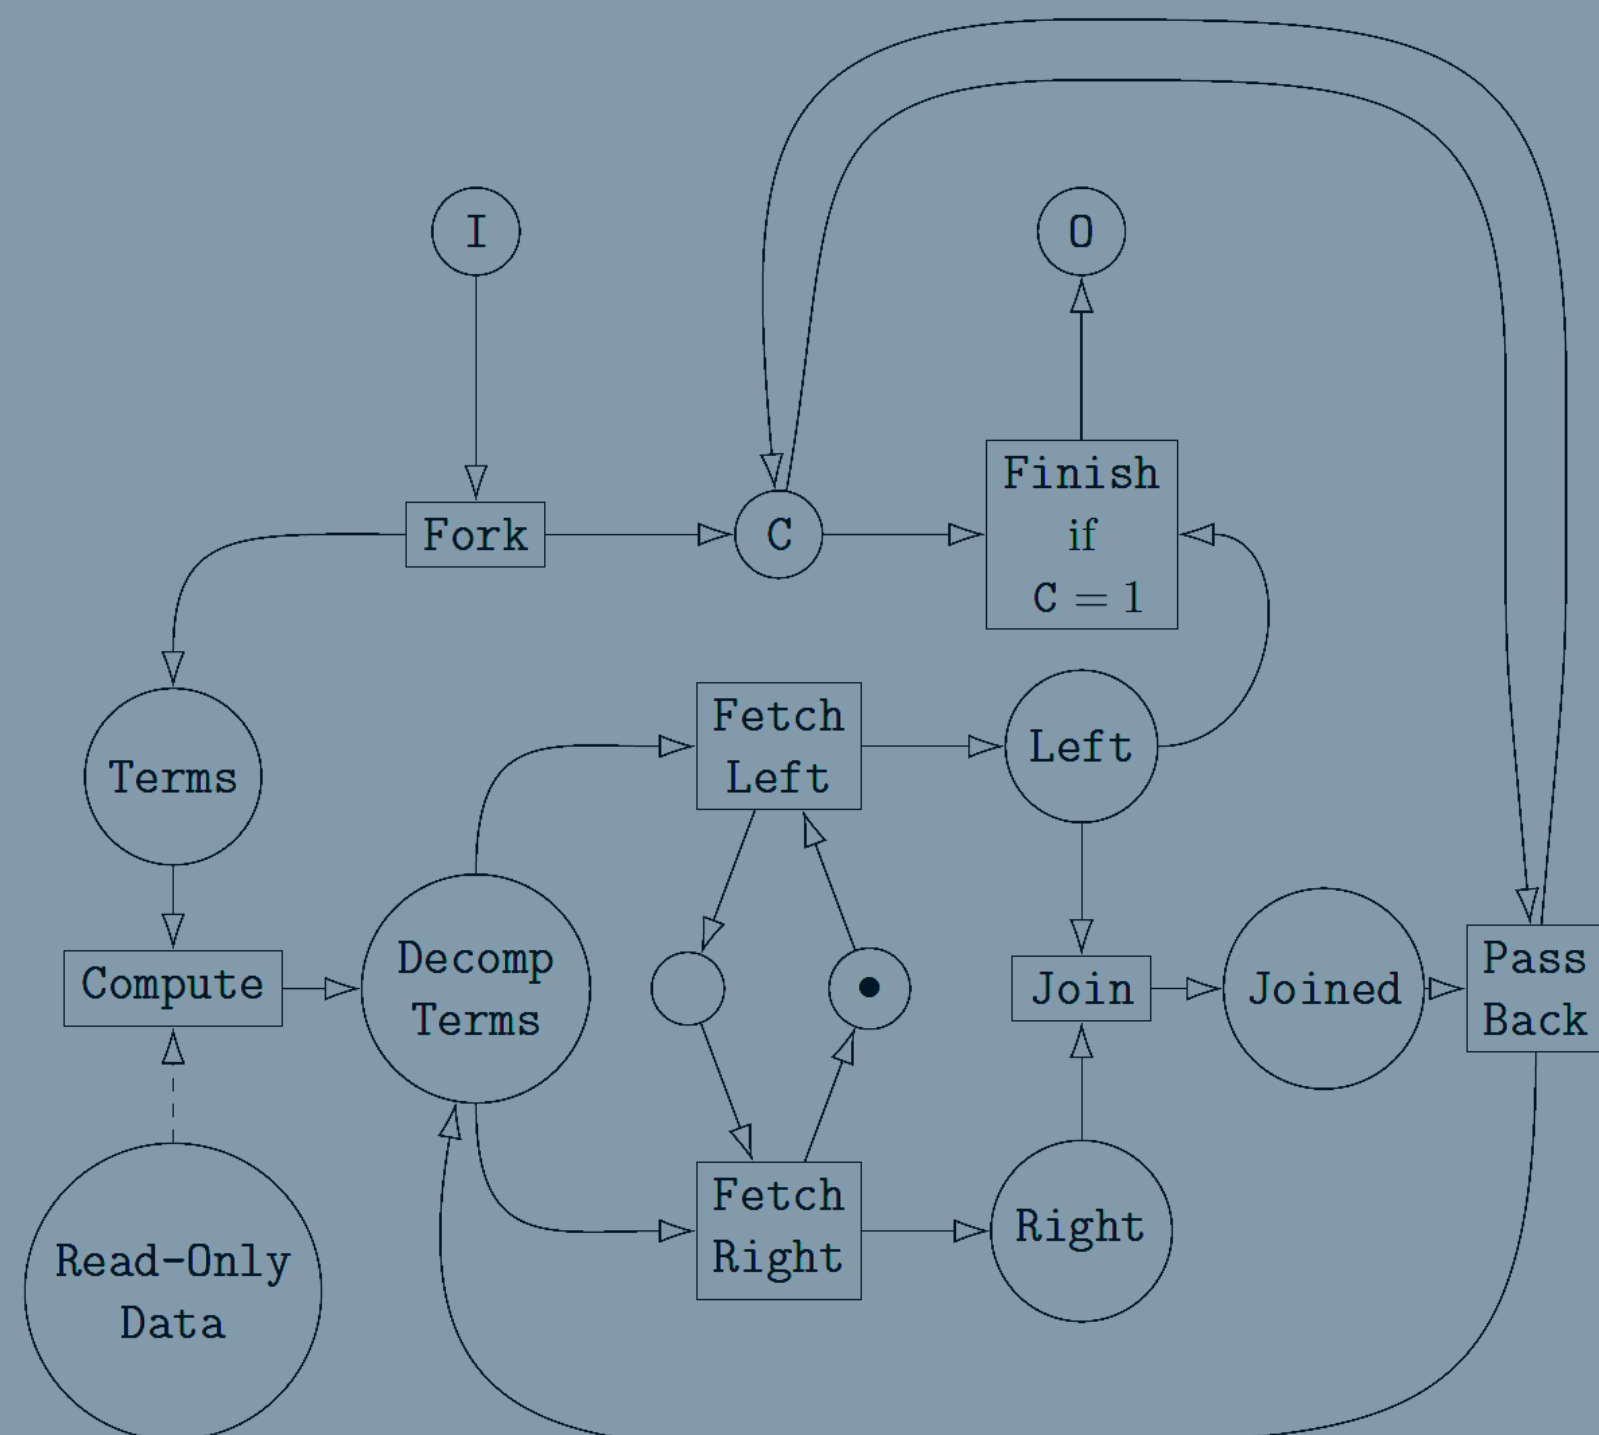 I
O
Fork
C
Finish
if
C = 1
Terms
Fetch
Left
Left
Compute
Decomp
Terms
Join
Joined
Pass
Back
Read-Only
Data
Fetch
Right
Right